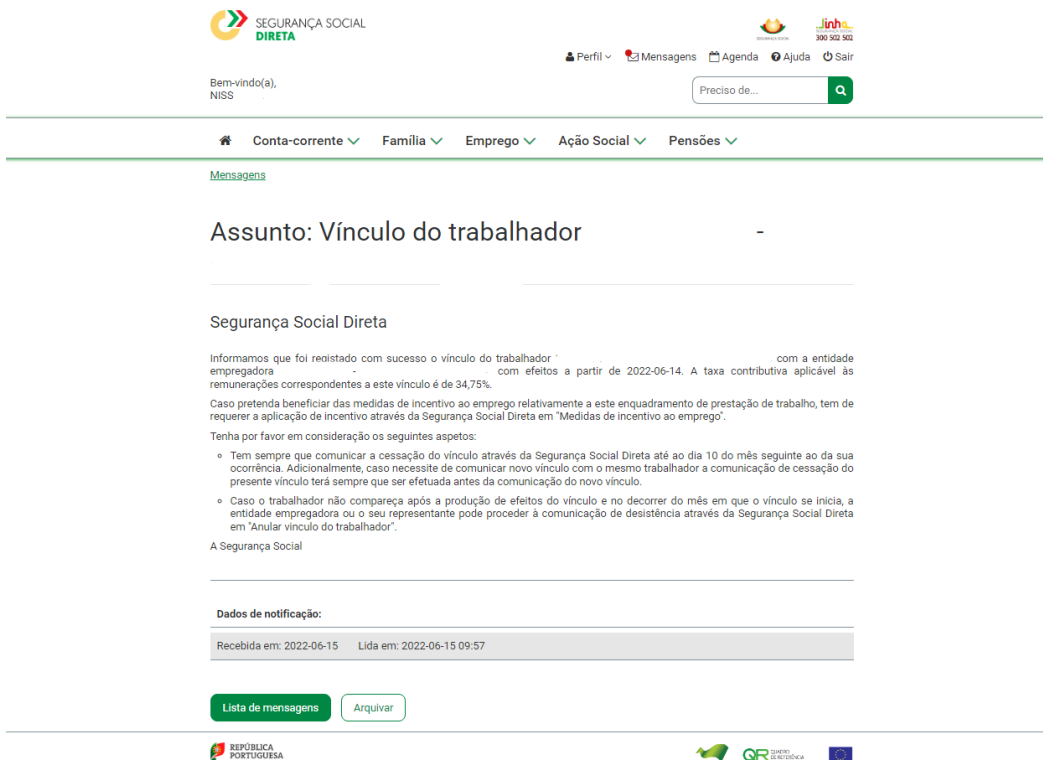 SEGURANÇA SOCIAL
DIRETA
300 502 502
Perfil Mensagens Agenda Ajuda Sair
Bem-vindo(a),
NISS
Preciso de...
Conta-corrente Família Emprego Ação Social Pensões
Mensagens
Assunto: Vínculo do trabalhador -
Segurança Social Direta
Informamos que foi registado com sucesso o vínculo do trabalhador com a entidade
empregadora - com efeitos a partir de 2022-06-14. A taxa contributiva aplicável às
remunerações correspondentes a este vínculo é de 34,75%.
Caso pretenda beneficiar das medidas de incentivo ao emprego relativamente a este enquadramento de prestação de trabalho, tem de
requerer a aplicação de incentivo através da Segurança Social Direta em "Medidas de incentivo ao emprego".
Tenha por favor em consideração os seguintes aspetos:
Tem sempre que comunicar a cessação do vínculo através da Segurança Social Direta até ao dia 10 do mês seguinte ao da sua
ocorrência. Adicionalmente, caso necessite de comunicar novo vínculo com o mesmo trabalhador a comunicação de cessação do
presente vínculo terá sempre que ser efetuada antes da comunicação do novo vínculo.
Caso o trabalhador não compareça após a produção de efeitos do vínculo e no decorrer do mês em que o vínculo se inicia, a
entidade empregadora ou o seu representante pode proceder à comunicação de desistência através da Segurança Social Direta
em "Anular vinculo do trabalhador".
A Segurança Social
Dados de notificação:
Recebida em: 2022-06-15 Lida em: 2022-06-15 09:57
Lista de mensagens Arquivar
REPÚBLICA
PORTUGUESA
QR QUADRO
DE REFERÊNCIA